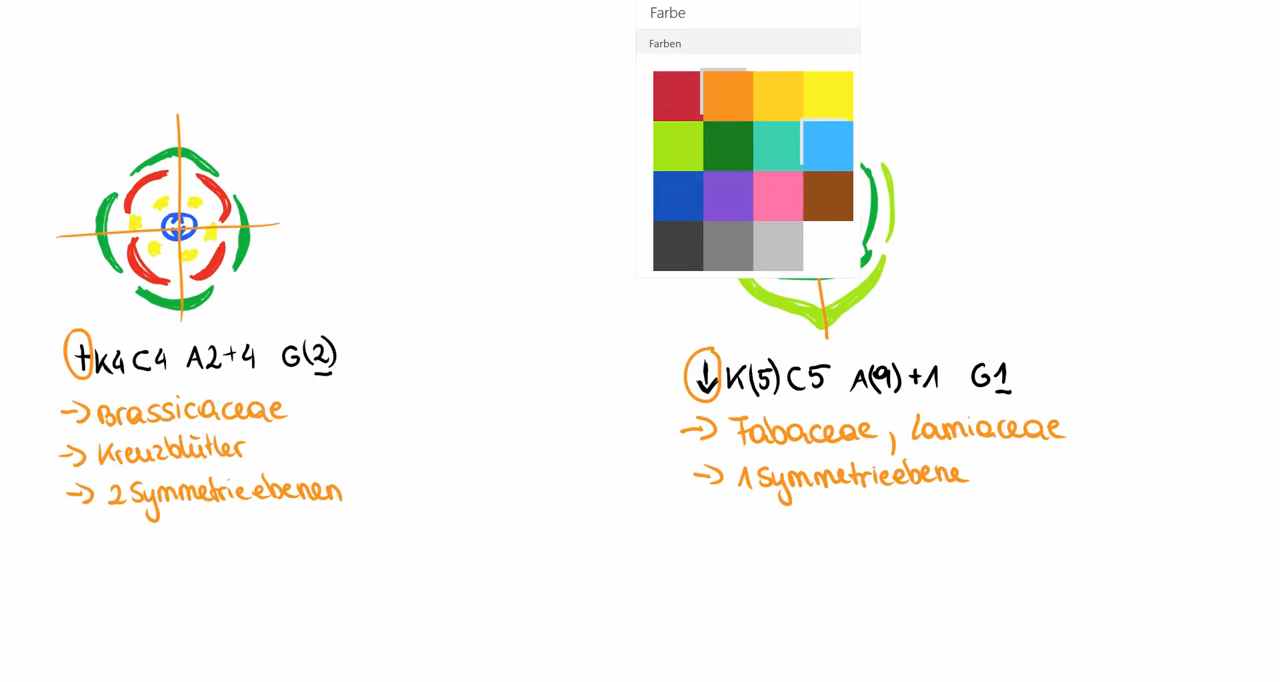 Farbe
Farben
+K4 C4 A2+4 G(2)
→ Brassicaceae
→ Kreuzblütler
→ 2 Symmetrieebenen
↓ K(5) C5 A(9)+1 G1
→ Fabaceae, Lamiaceae
→ 1 Symmetrieebene